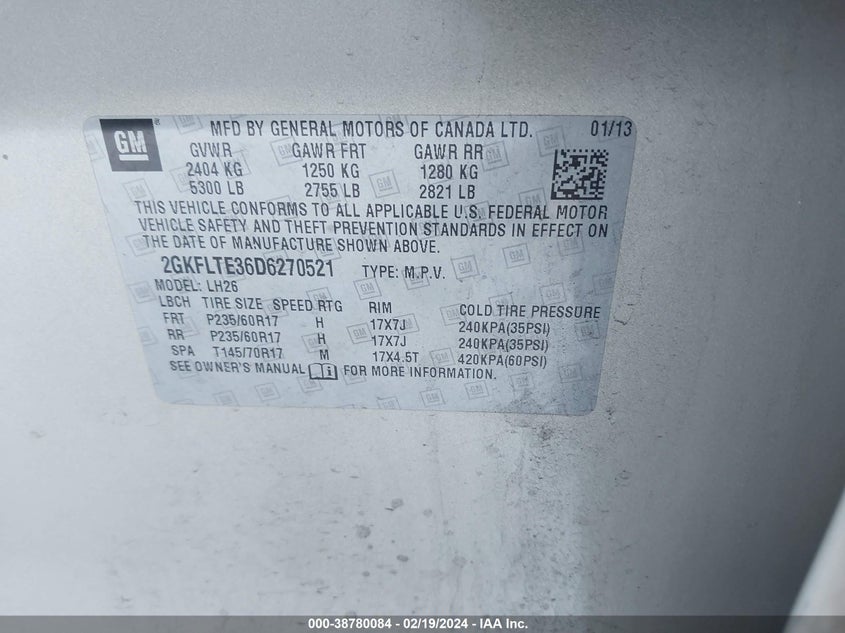 GM ® MFD BY GENERAL MOTORS OF CANADA LTD. 01/13
GVWR GAWR FRT GAWR RR
2404 KG 1250 KG 1280 KG
5300 LB 2755 LB 2821 LB
THIS VEHICLE CONFORMS TO ALL APPLICABLE U.S. FEDERAL MOTOR
VEHICLE SAFETY AND THEFT PREVENTION STANDARDS IN EFFECT ON
THE DATE OF MANUFACTURE SHOWN ABOVE.
2GKFLTE36D6270521 TYPE: M.P.V.
MODEL: LH26
LBCH TIRE SIZE SPEED RTG RIM COLD TIRE PRESSURE
FRT P235/60R17 H 17X7J 240KPA(35PSI)
RR P235/60R17 H 17X7J 240KPA(35PSI)
SPA T145/70R17 M 17X4.5T 420KPA(60PSI)
SEE OWNER'S MANUAL i FOR MORE INFORMATION.
000-38780084 - 02/19/2024 - IAA Inc.